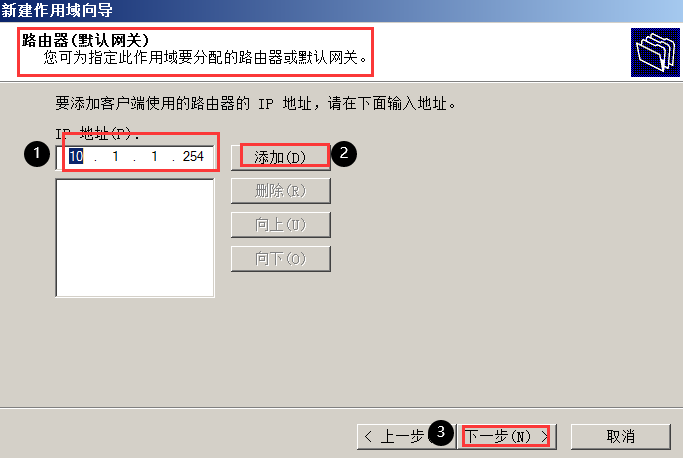 新建作用域向导
路由器(默认网关)
您可为指定此作用域要分配的路由器或默认网关。
要添加客户端使用的路由器的 IP 地址，请在下面输入地址。
IP 地址(P):
1 10 . 1 . 1 . 254 添加(D) 2
删除(R)
向上(U)
向下(O)
< 上一步 3 下一步(N) > 取消